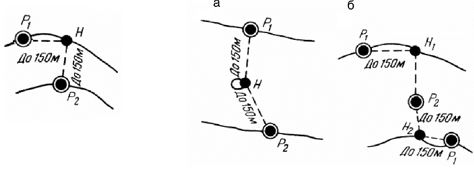 а
б
P₁
H
До 150м
До 150м
P₂
P₁
До 150м
H
До 150м
P₂
P₁
H₁
До 150м
P₂
До 150м
H₂
До 150м
P₁